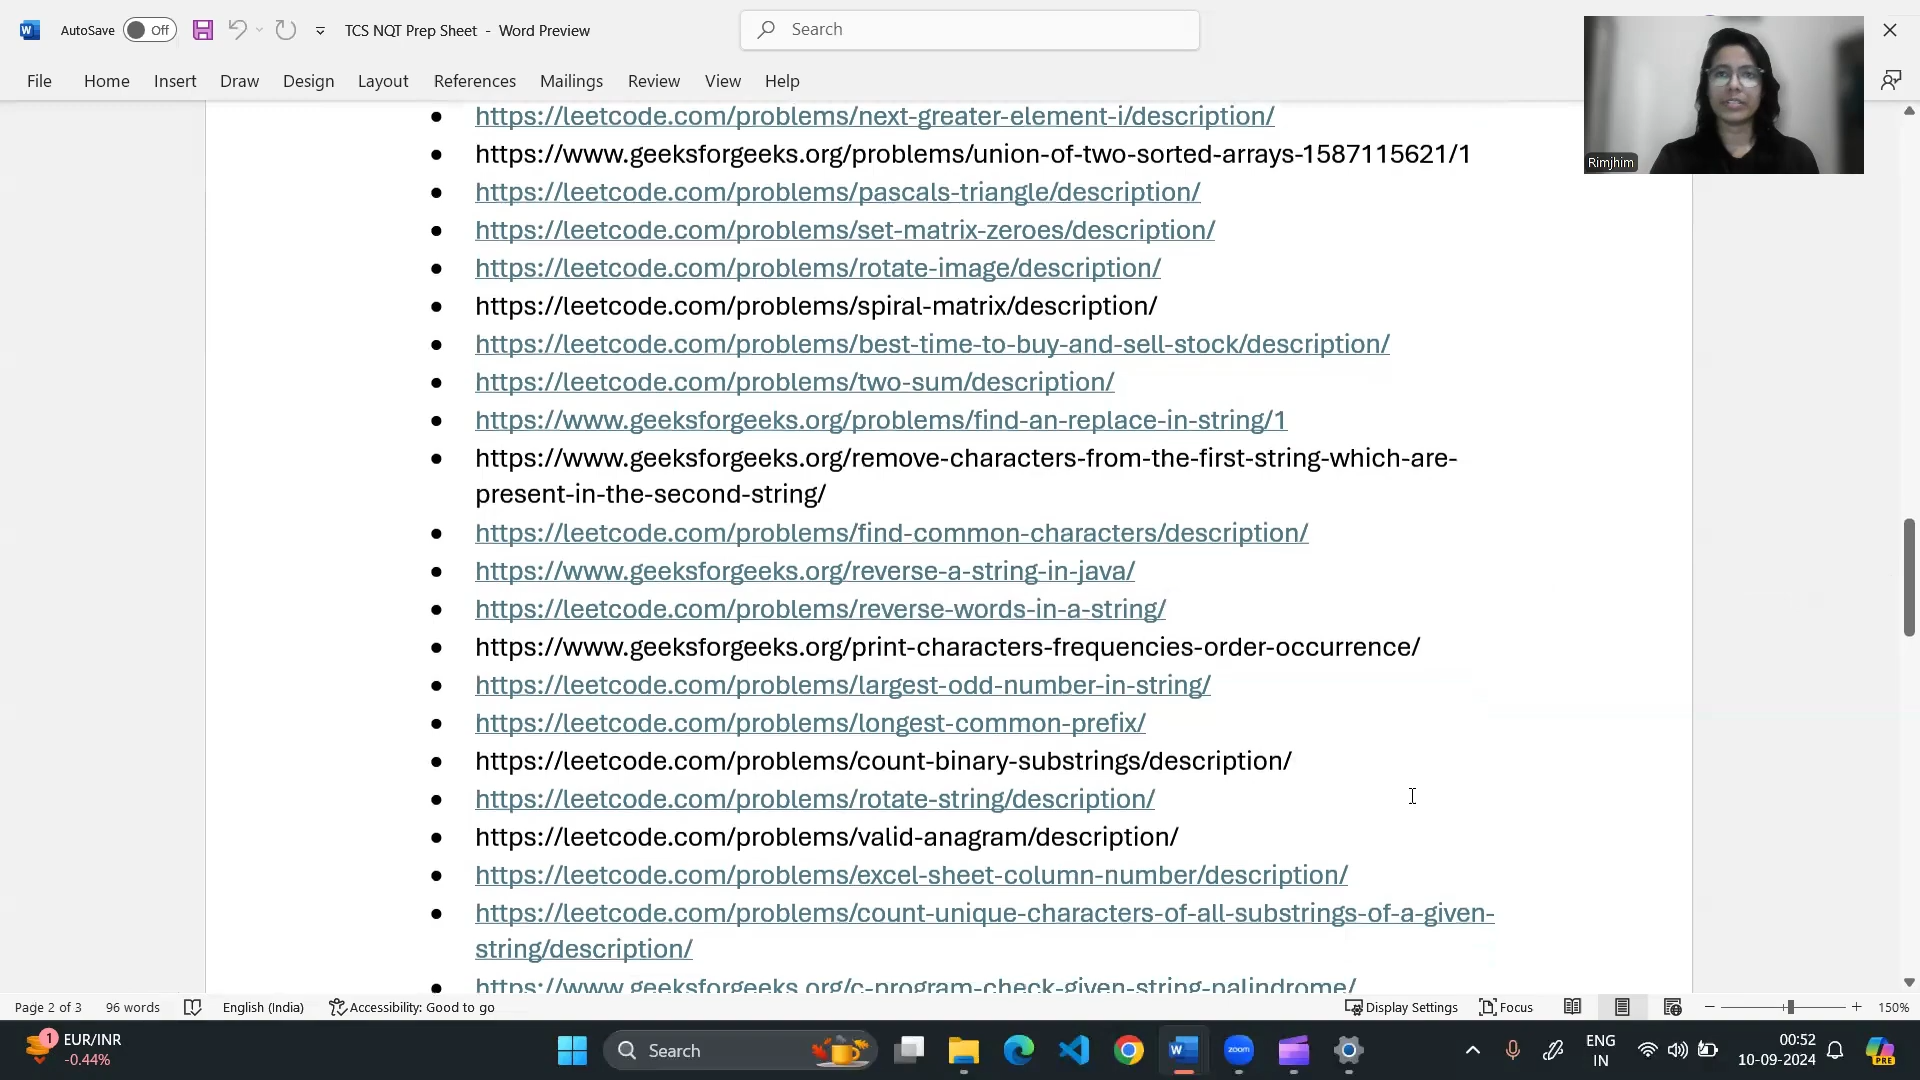 AutoSave Off TCS NQT Prep Sheet - Word Preview Search
File Home Insert Draw Design Layout References Mailings Review View Help
Rimjhim
https://leetcode.com/problems/next-greater-element-i/description/
https://www.geeksforgeeks.org/problems/union-of-two-sorted-arrays-1587115621/1
https://leetcode.com/problems/pascals-triangle/description/
https://leetcode.com/problems/set-matrix-zeroes/description/
https://leetcode.com/problems/rotate-image/description/
https://leetcode.com/problems/spiral-matrix/description/
https://leetcode.com/problems/best-time-to-buy-and-sell-stock/description/
https://leetcode.com/problems/two-sum/description/
https://www.geeksforgeeks.org/problems/find-an-replace-in-string/1
https://www.geeksforgeeks.org/remove-characters-from-the-first-string-which-are-
present-in-the-second-string/
https://leetcode.com/problems/find-common-characters/description/
https://www.geeksforgeeks.org/reverse-a-string-in-java/
https://leetcode.com/problems/reverse-words-in-a-string/
https://www.geeksforgeeks.org/print-characters-frequencies-order-occurrence/
https://leetcode.com/problems/largest-odd-number-in-string/
https://leetcode.com/problems/longest-common-prefix/
https://leetcode.com/problems/count-binary-substrings/description/
https://leetcode.com/problems/rotate-string/description/
https://leetcode.com/problems/valid-anagram/description/
https://leetcode.com/problems/excel-sheet-column-number/description/
https://leetcode.com/problems/count-unique-characters-of-all-substrings-of-a-given-
string/description/
https://www.geeksforgeeks.org/c-program-check-given-string-palindrome/
Page 2 of 3 96 words English (India) Accessibility: Good to go Display Settings Focus 150%
1 EUR/INR Search zoom ENG 00:52
-0.44% IN 10-09-2024 PRE